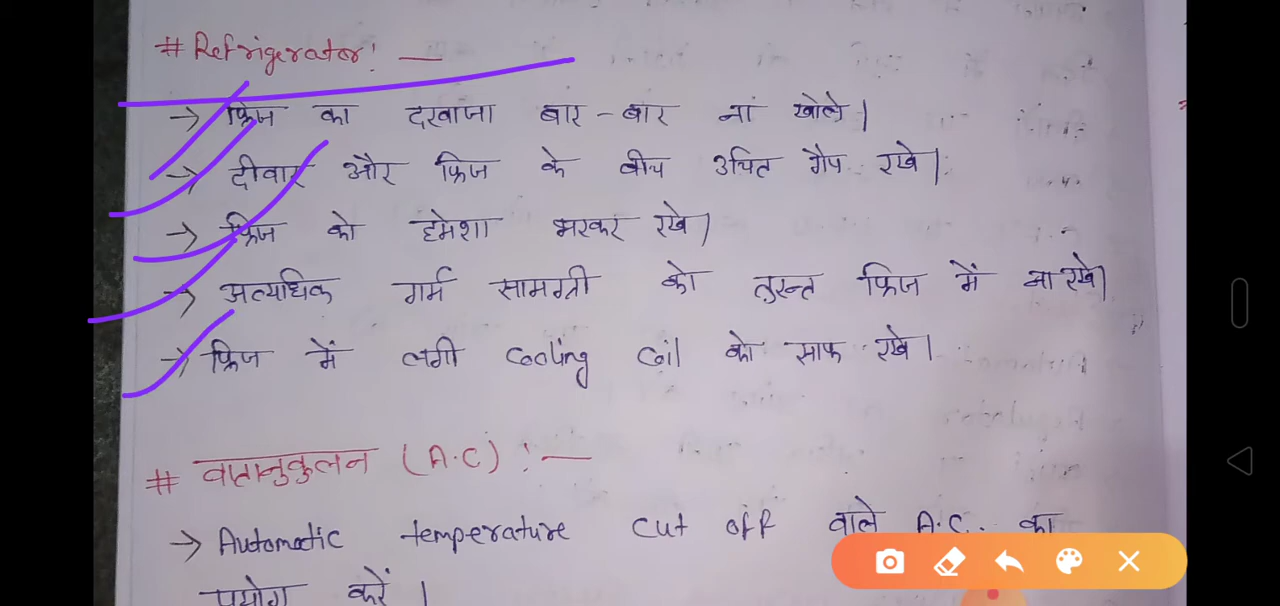 # Refrigerator: —
→ फ्रिज का दरवाजा बार-बार नां खोले।
→ दीवार और फ्रिज के बीच उचित गैप रखे।
→ फ्रिज को हमेशा भरकर रखे।
→ अत्यधिक गर्म सामग्री को तुरन्त फ्रिज में ना रखे।
→ फ्रिज में लगी cooling coil को साफ रखे।
# वातानुकुलन (A.C) : —
→ Automatic temperature cut off वाले A.C. का
प्रयोग करें।